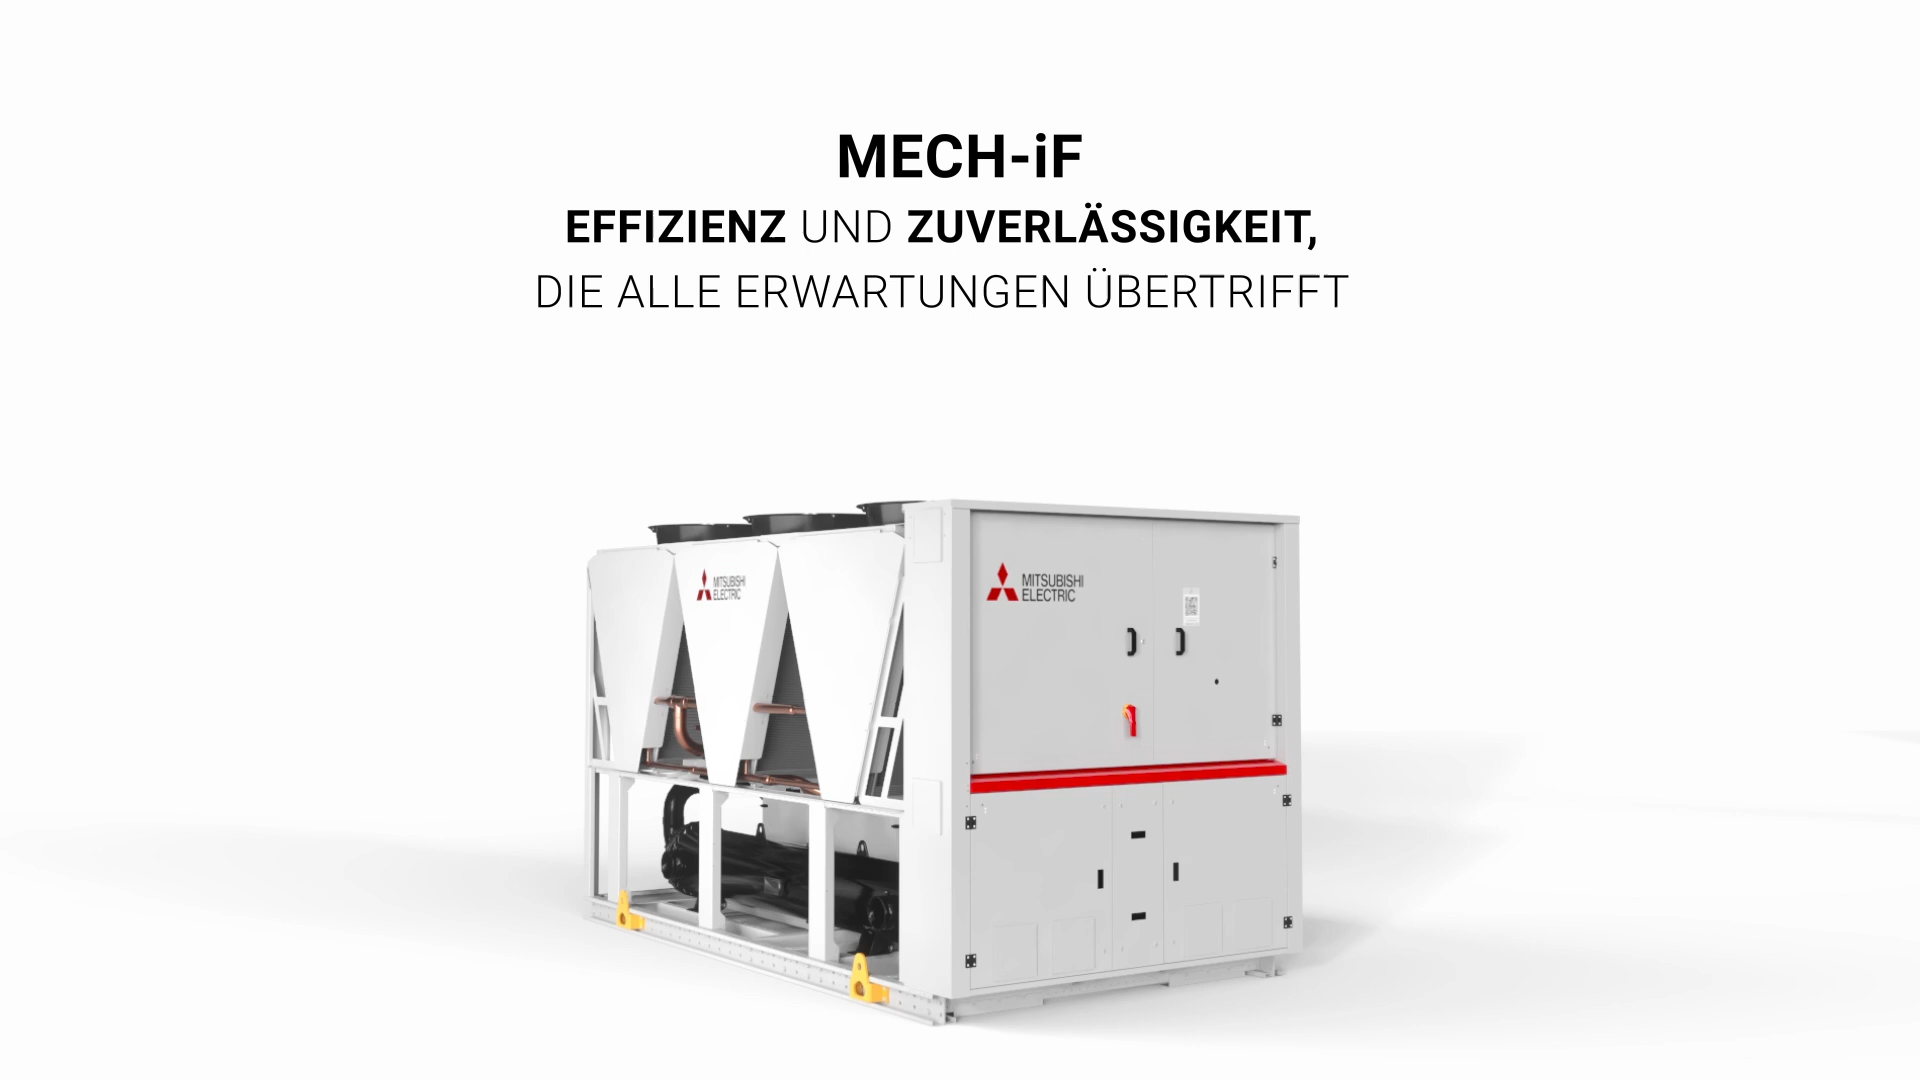 MECH-iF
EFFIZIENZ UND ZUVERLÄSSIGKEIT,
DIE ALLE ERWARTUNGEN ÜBERTRIFFT
MITSUBISHI
ELECTRIC
MITSUBISHI
ELECTRIC